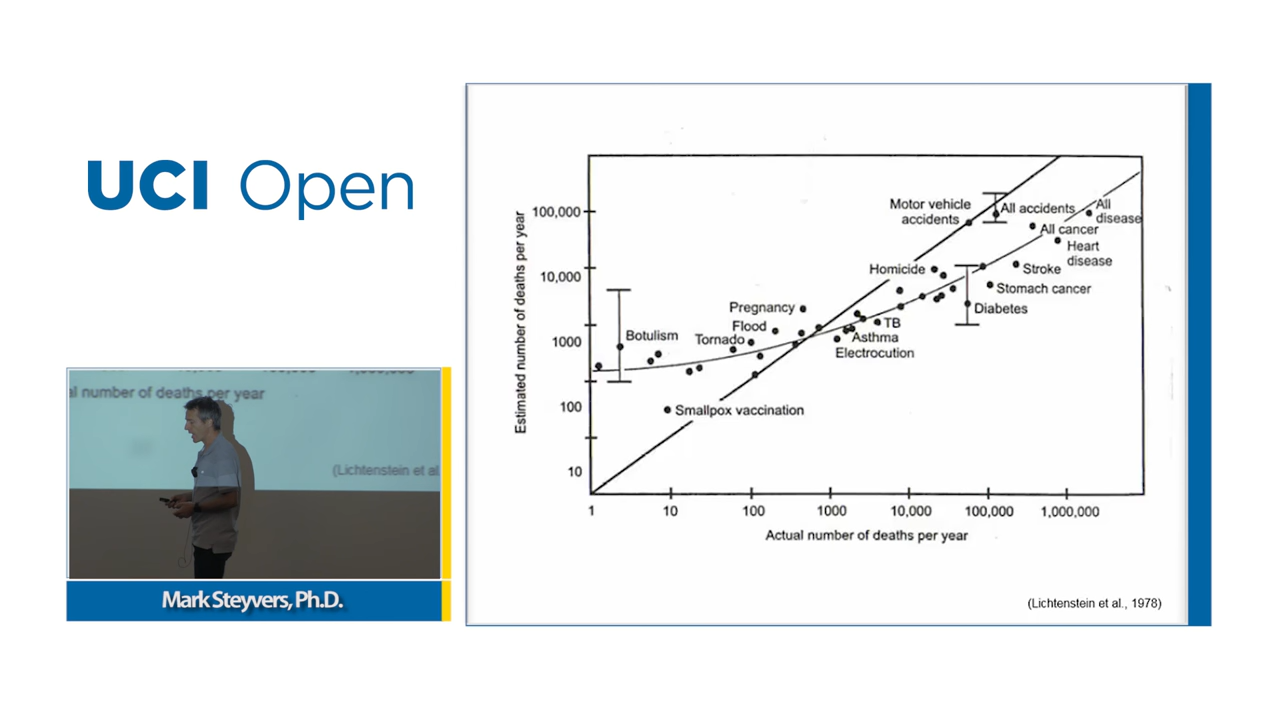 UCI Open
al number of deaths per year
(Lichtenstein et al
Mark Steyvers, Ph.D.
Estimated number of deaths per year
100,000
10,000
1000
100
10
Motor vehicle
accidents
All accidents
All
disease
All cancer
Heart
disease
Homicide
Stroke
Stomach cancer
Diabetes
Pregnancy
Flood
TB
Botulism
Tornado
Asthma
Electrocution
Smallpox vaccination
1 10 100 1000 10,000 100,000 1,000,000
Actual number of deaths per year
(Lichtenstein et al., 1978)